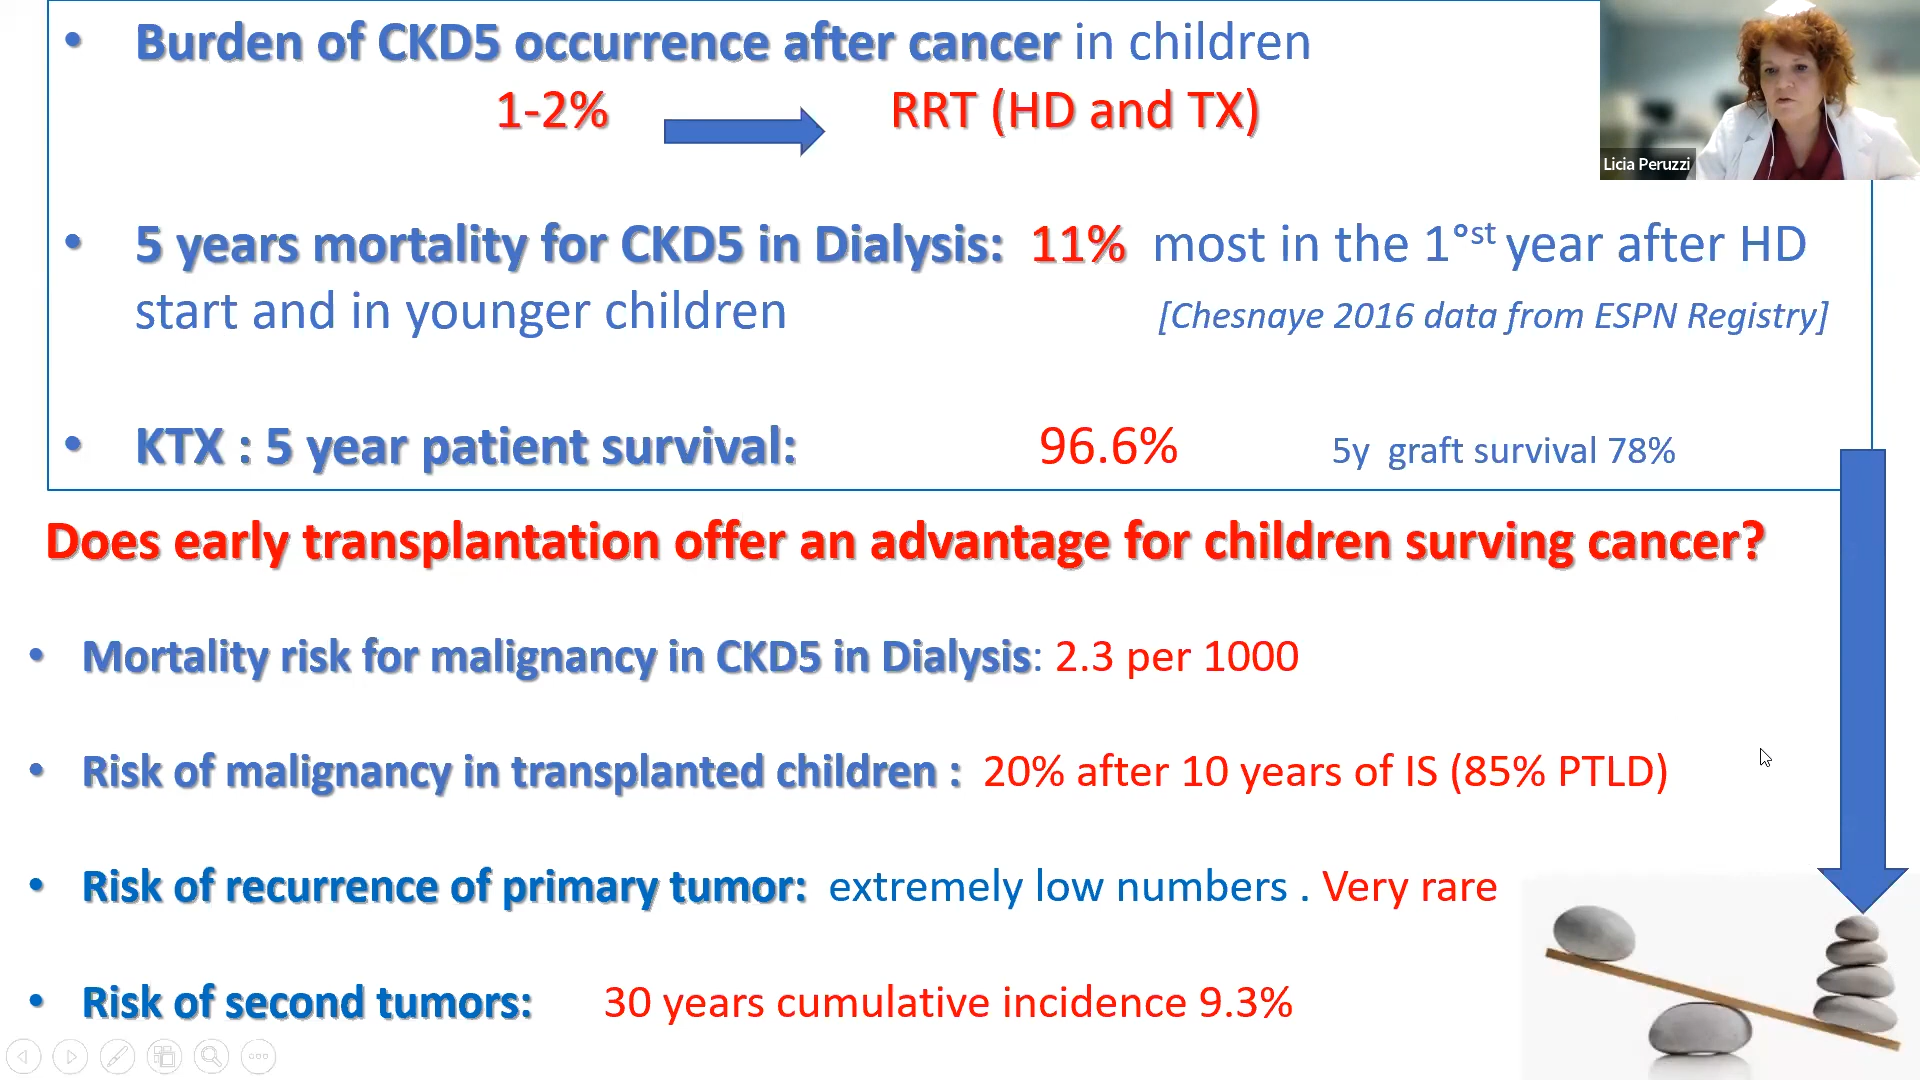 • Burden of CKD5 occurrence after cancer in children
1-2% RRT (HD and TX)
Licia Peruzzi
• 5 years mortality for CKD5 in Dialysis: 11% most in the 1°st year after HD
start and in younger children [Chesnaye 2016 data from ESPN Registry]
• KTX : 5 year patient survival: 96.6% 5y graft survival 78%
Does early transplantation offer an advantage for children surving cancer?
• Mortality risk for malignancy in CKD5 in Dialysis: 2.3 per 1000
• Risk of malignancy in transplanted children : 20% after 10 years of IS (85% PTLD)
• Risk of recurrence of primary tumor: extremely low numbers . Very rare
• Risk of second tumors: 30 years cumulative incidence 9.3%